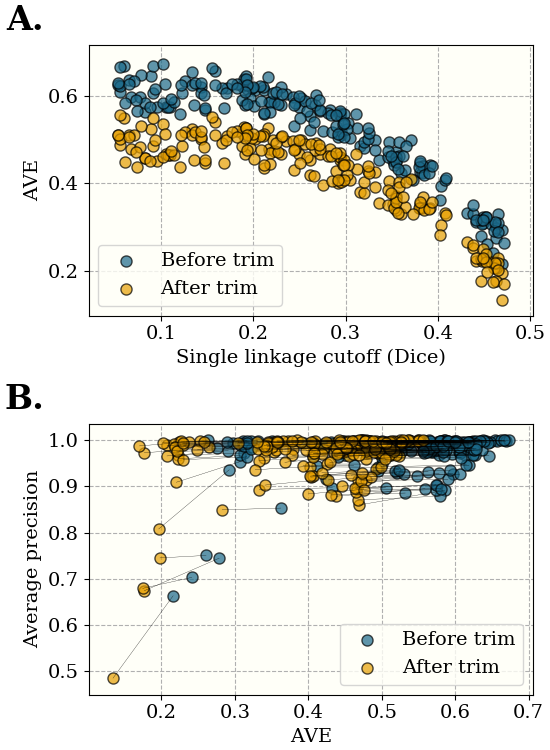 A.
0.6
0.4
0.2
AVE
Before trim
After trim
0.1 0.2 0.3 0.4 0.5
Single linkage cutoff (Dice)
B.
1.0
0.9
0.8
0.7
0.6
0.5
Average precision
Before trim
After trim
0.2 0.3 0.4 0.5 0.6 0.7
AVE